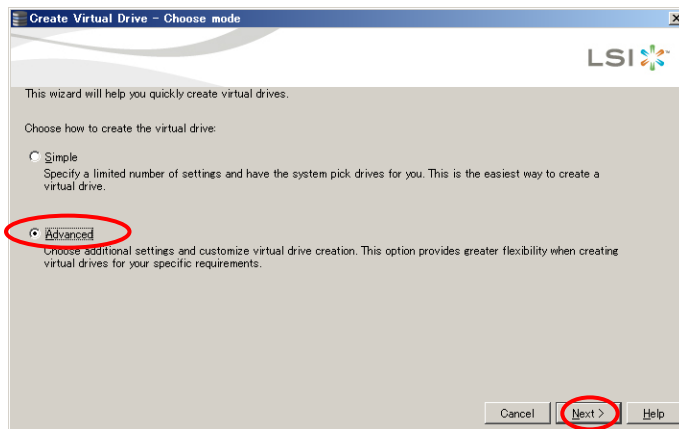 Create Virtual Drive - Choose mode
LSI
This wizard will help you quickly create virtual drives.
Choose how to create the virtual drive:
Simple
Specify a limited number of settings and have the system pick drives for you. This is the easiest way to create a
virtual drive.
Advanced
Choose additional settings and customize virtual drive creation. This option provides greater flexibility when creating
virtual drives for your specific requirements.
Cancel Next > Help